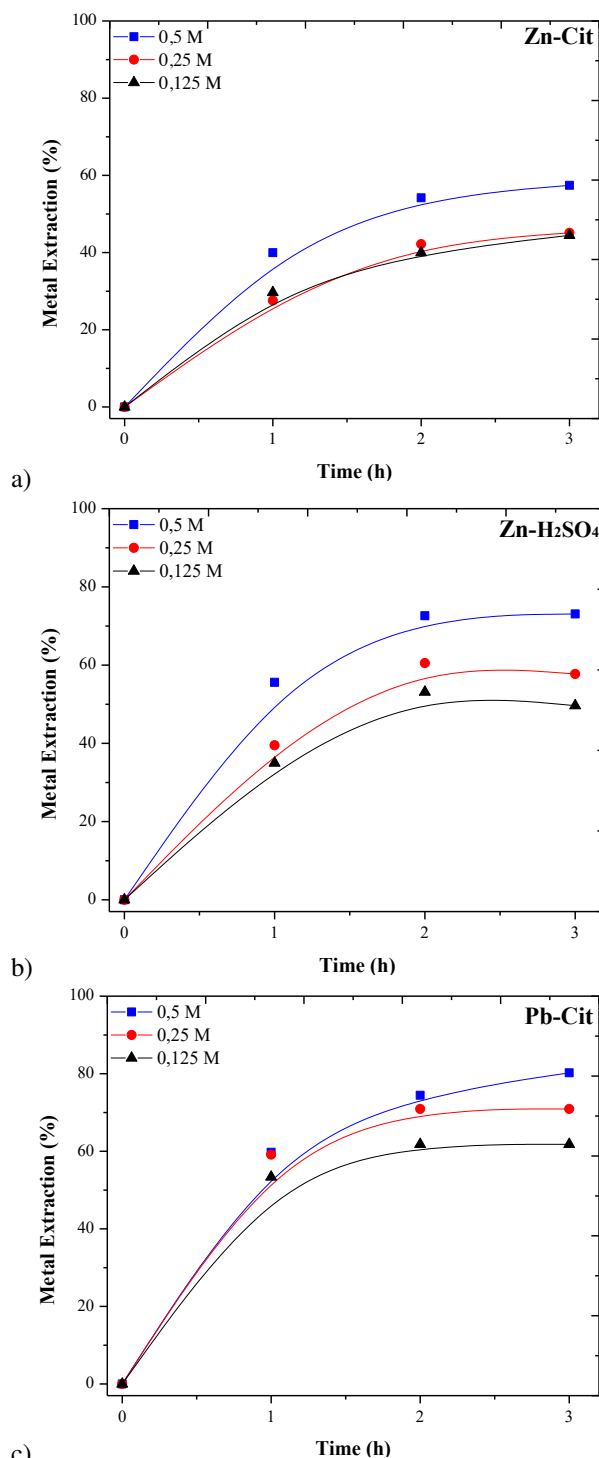 100
Zn-Cit
0,5 M
0,25 M
0,125 M
80
60
40
20
0
Metal Extraction (%)
0 1 2 3
Time (h)
a)
100
Zn-H₂SO₄
0,5 M
0,25 M
0,125 M
80
60
40
20
0
Metal Extraction (%)
0 1 2 3
Time (h)
b)
100
Pb-Cit
0,5 M
0,25 M
0,125 M
80
60
40
20
0
Metal Extraction (%)
0 1 2 3
Time (h)
c)